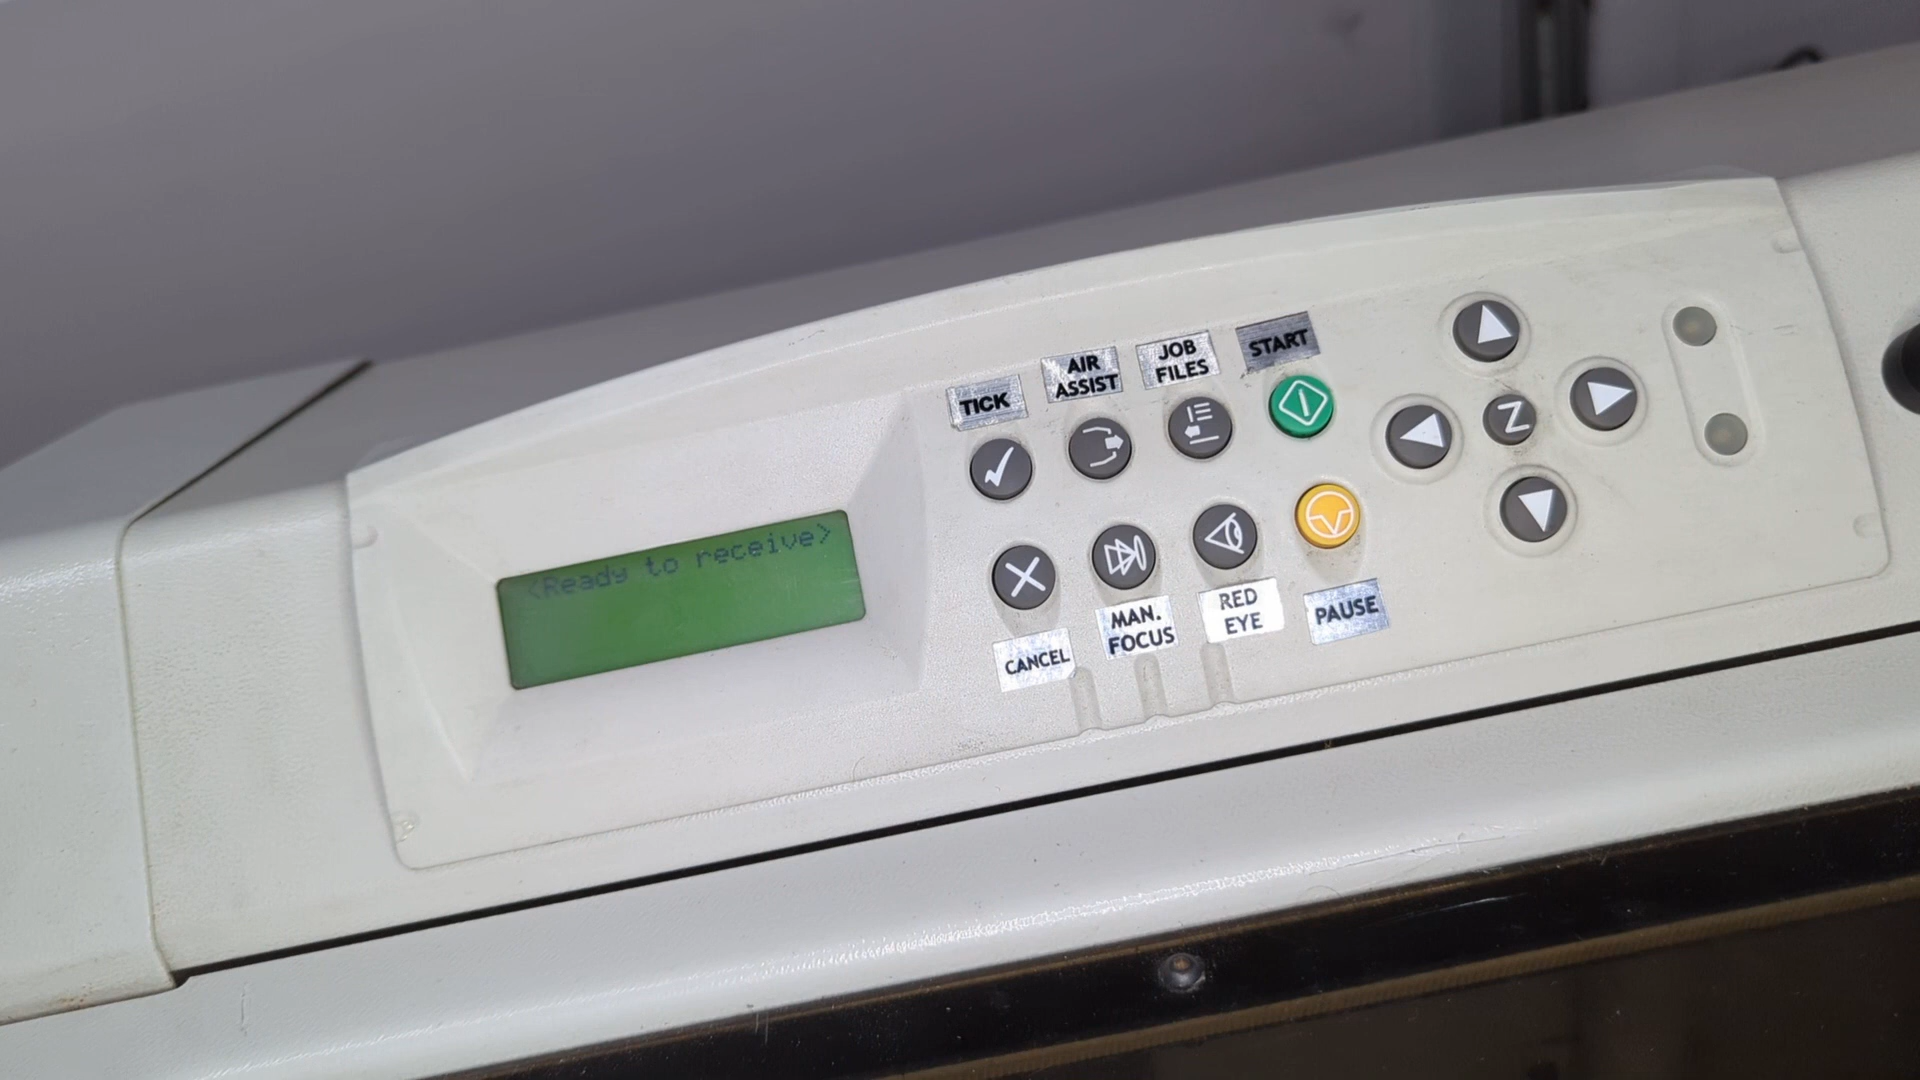 <Ready to receive>
TICK
AIR
ASSIST
JOB
FILES
START
CANCEL
MAN.
FOCUS
RED
EYE
PAUSE
Z